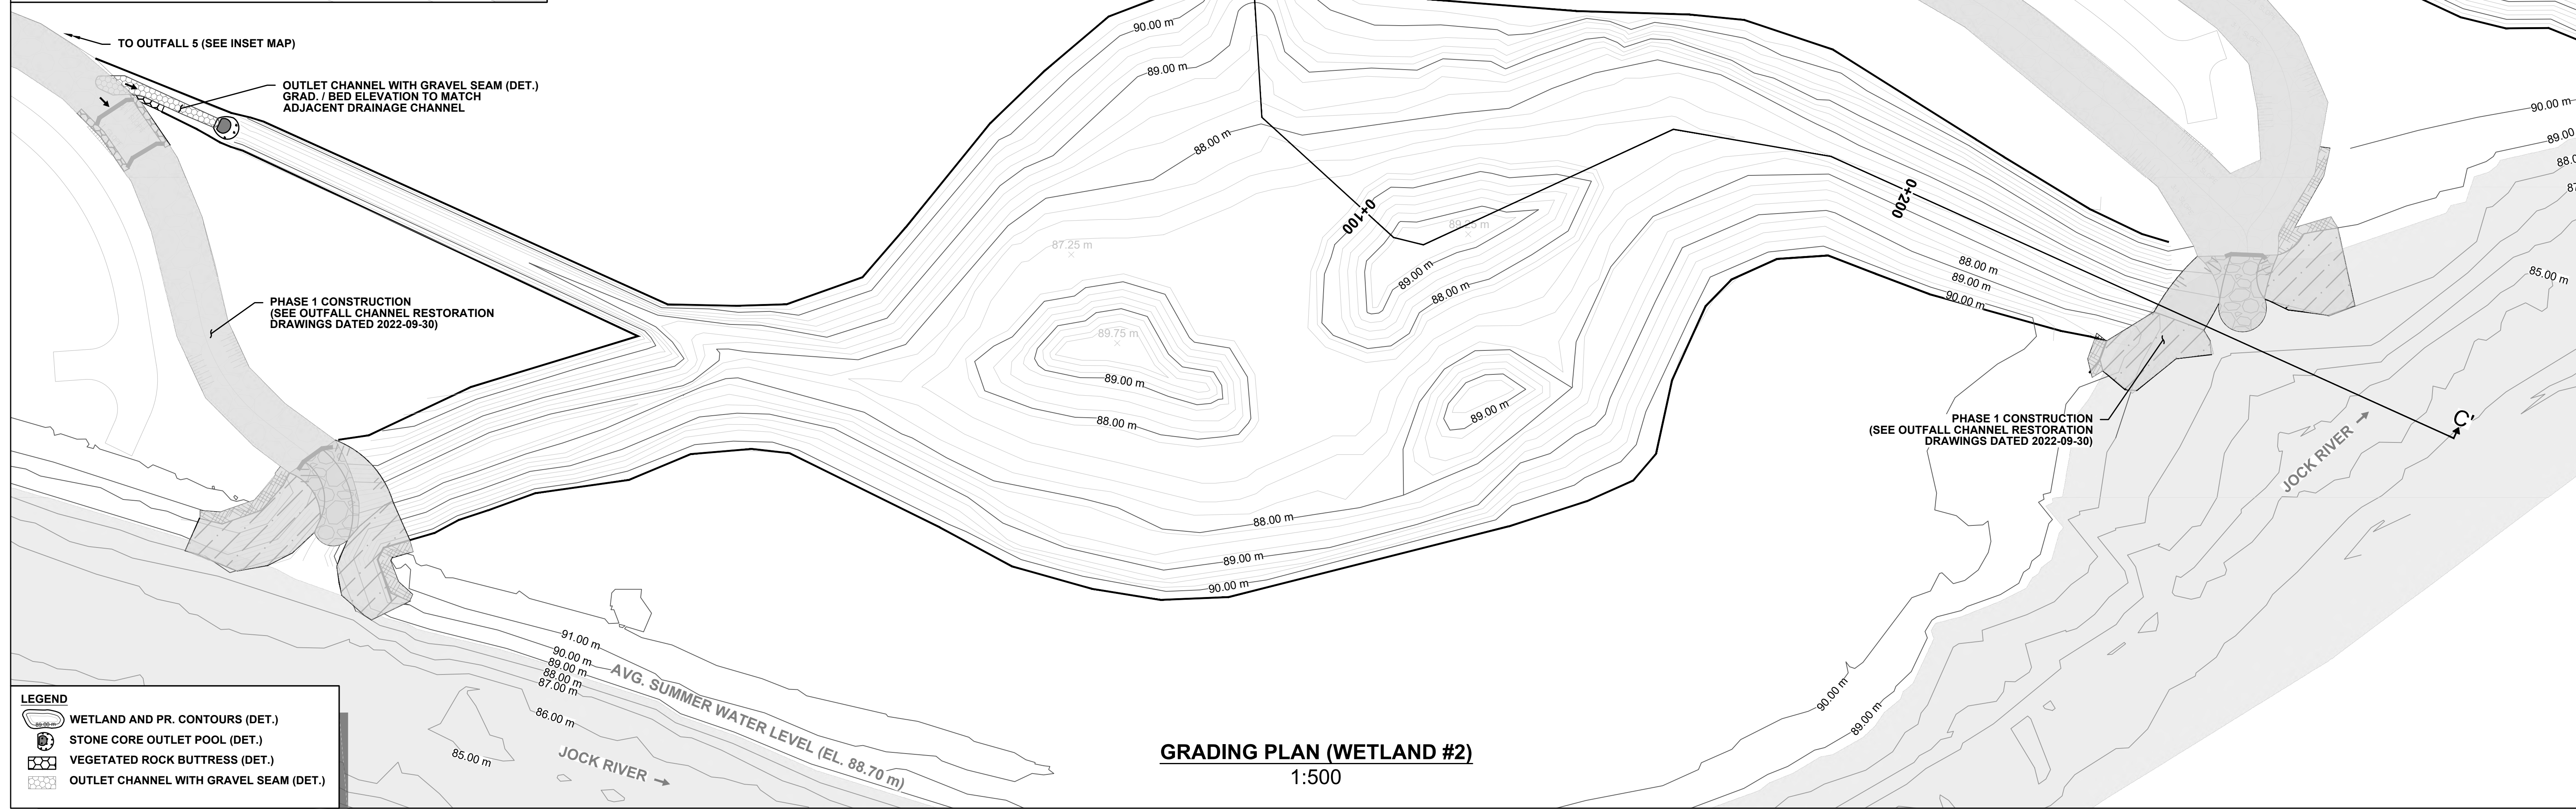 TO OUTFALL 5 (SEE INSET MAP)
OUTLET CHANNEL WITH GRAVEL SEAM (DET.)
GRAD. / BED ELEVATION TO MATCH
ADJACENT DRAINAGE CHANNEL
PHASE 1 CONSTRUCTION
(SEE OUTFALL CHANNEL RESTORATION
DRAWINGS DATED 2022-09-30)
90.00 m
89.00 m
88.00 m
87.25 m
89.75 m
89.00 m
88.00 m
0+100
89.00 m
88.00 m
89.00 m
0+200
88.00 m
89.00 m
90.00 m
88.00 m
89.00 m
90.00 m
90.00 m
89.00
88.0
87
85.00 m
PHASE 1 CONSTRUCTION
(SEE OUTFALL CHANNEL RESTORATION
DRAWINGS DATED 2022-09-30)
C'
JOCK RIVER
90.00 m
89.00 m
91.00 m
90.00 m
89.00 m
88.00 m
87.00 m
86.00 m
85.00 m
AVG. SUMMER WATER LEVEL (EL. 88.70 m)
JOCK RIVER
GRADING PLAN (WETLAND #2)
1:500
LEGEND
WETLAND AND PR. CONTOURS (DET.)
STONE CORE OUTLET POOL (DET.)
VEGETATED ROCK BUTTRESS (DET.)
OUTLET CHANNEL WITH GRAVEL SEAM (DET.)